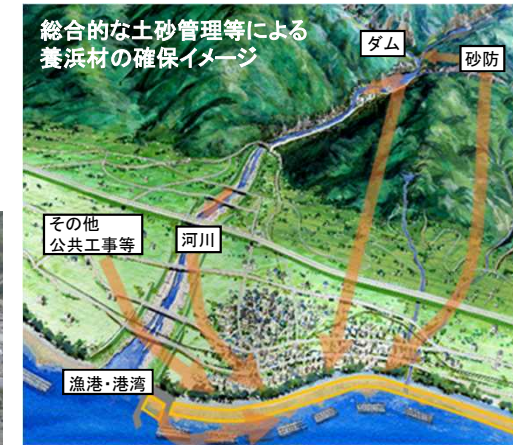 総合的な土砂管理等による
養浜材の確保イメージ
ダム
砂防
その他
公共工事等
河川
漁港・港湾